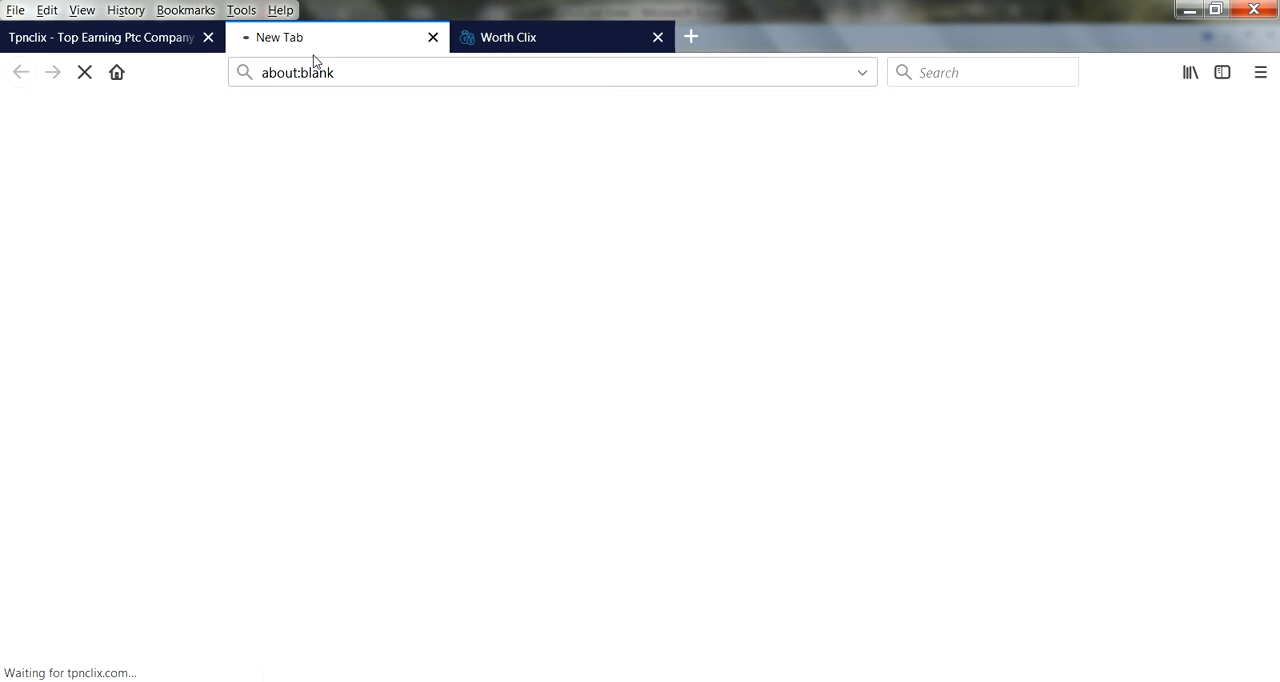 File Edit View History Bookmarks Tools Help
Tpnclix - Top Earning Ptc Company New Tab Worth Clix
about:blank Search
Waiting for tpnclix.com...